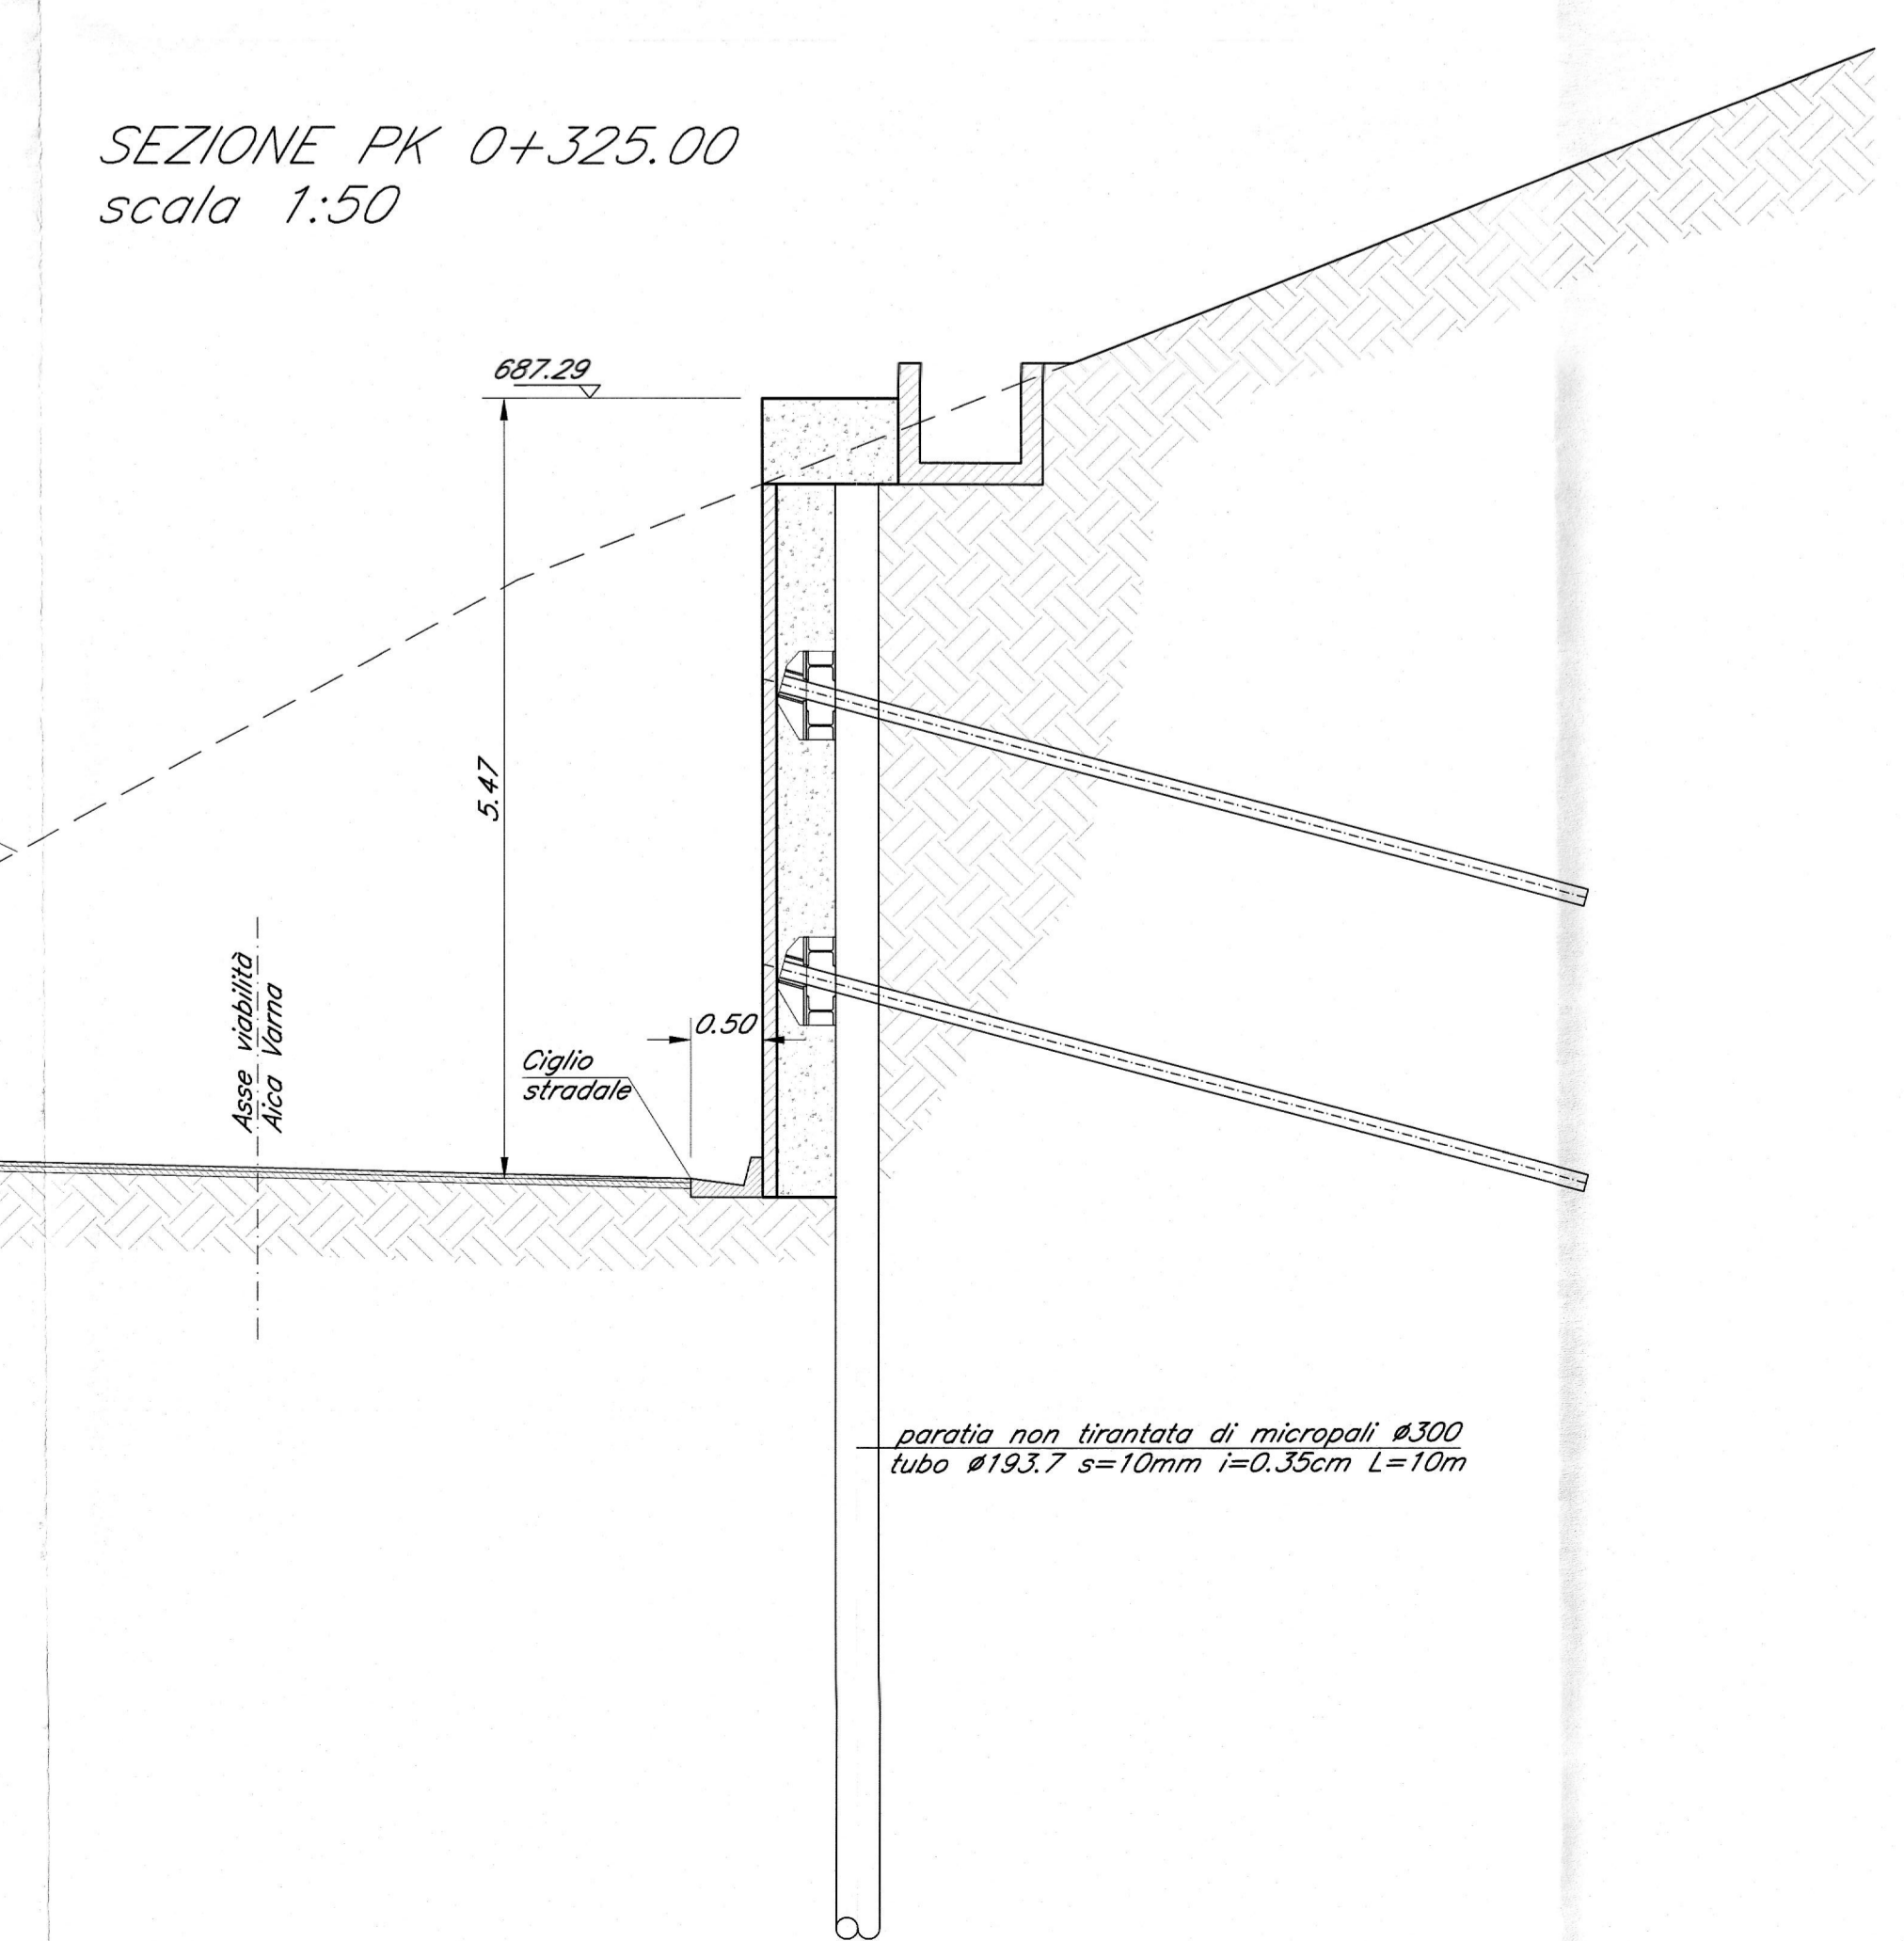 SEZIONE PK 0+325.00
scala 1:50
687.29
5.47
Asse viabilità
Aica Varna
0.50
Ciglio
stradale
paratia non tirantata di micropali ø300
tubo ø193.7 s=10mm i=0.35cm L=10m